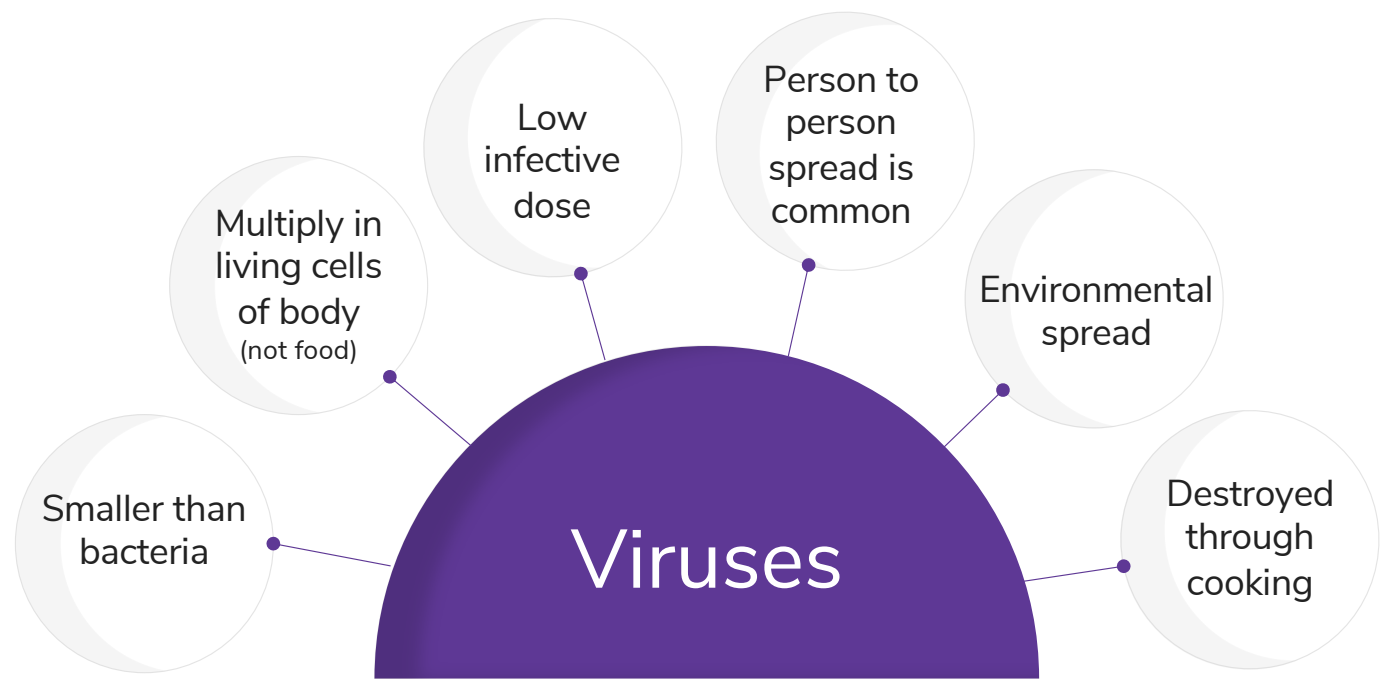 Smaller than
bacteria
Multiply in
living cells
of body
(not food)
Low
infective
dose
Person to
person
spread is
common
Environmental
spread
Destroyed
through
cooking
Viruses